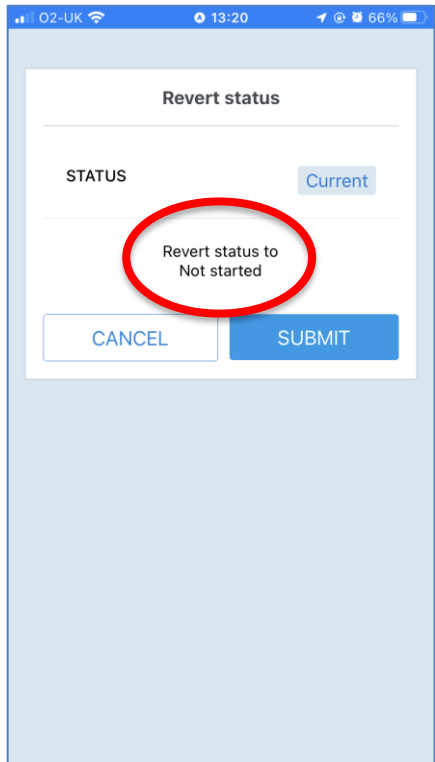 O2-UK 13:20 66%
Revert status
STATUS Current
Revert status to
Not started
CANCEL SUBMIT